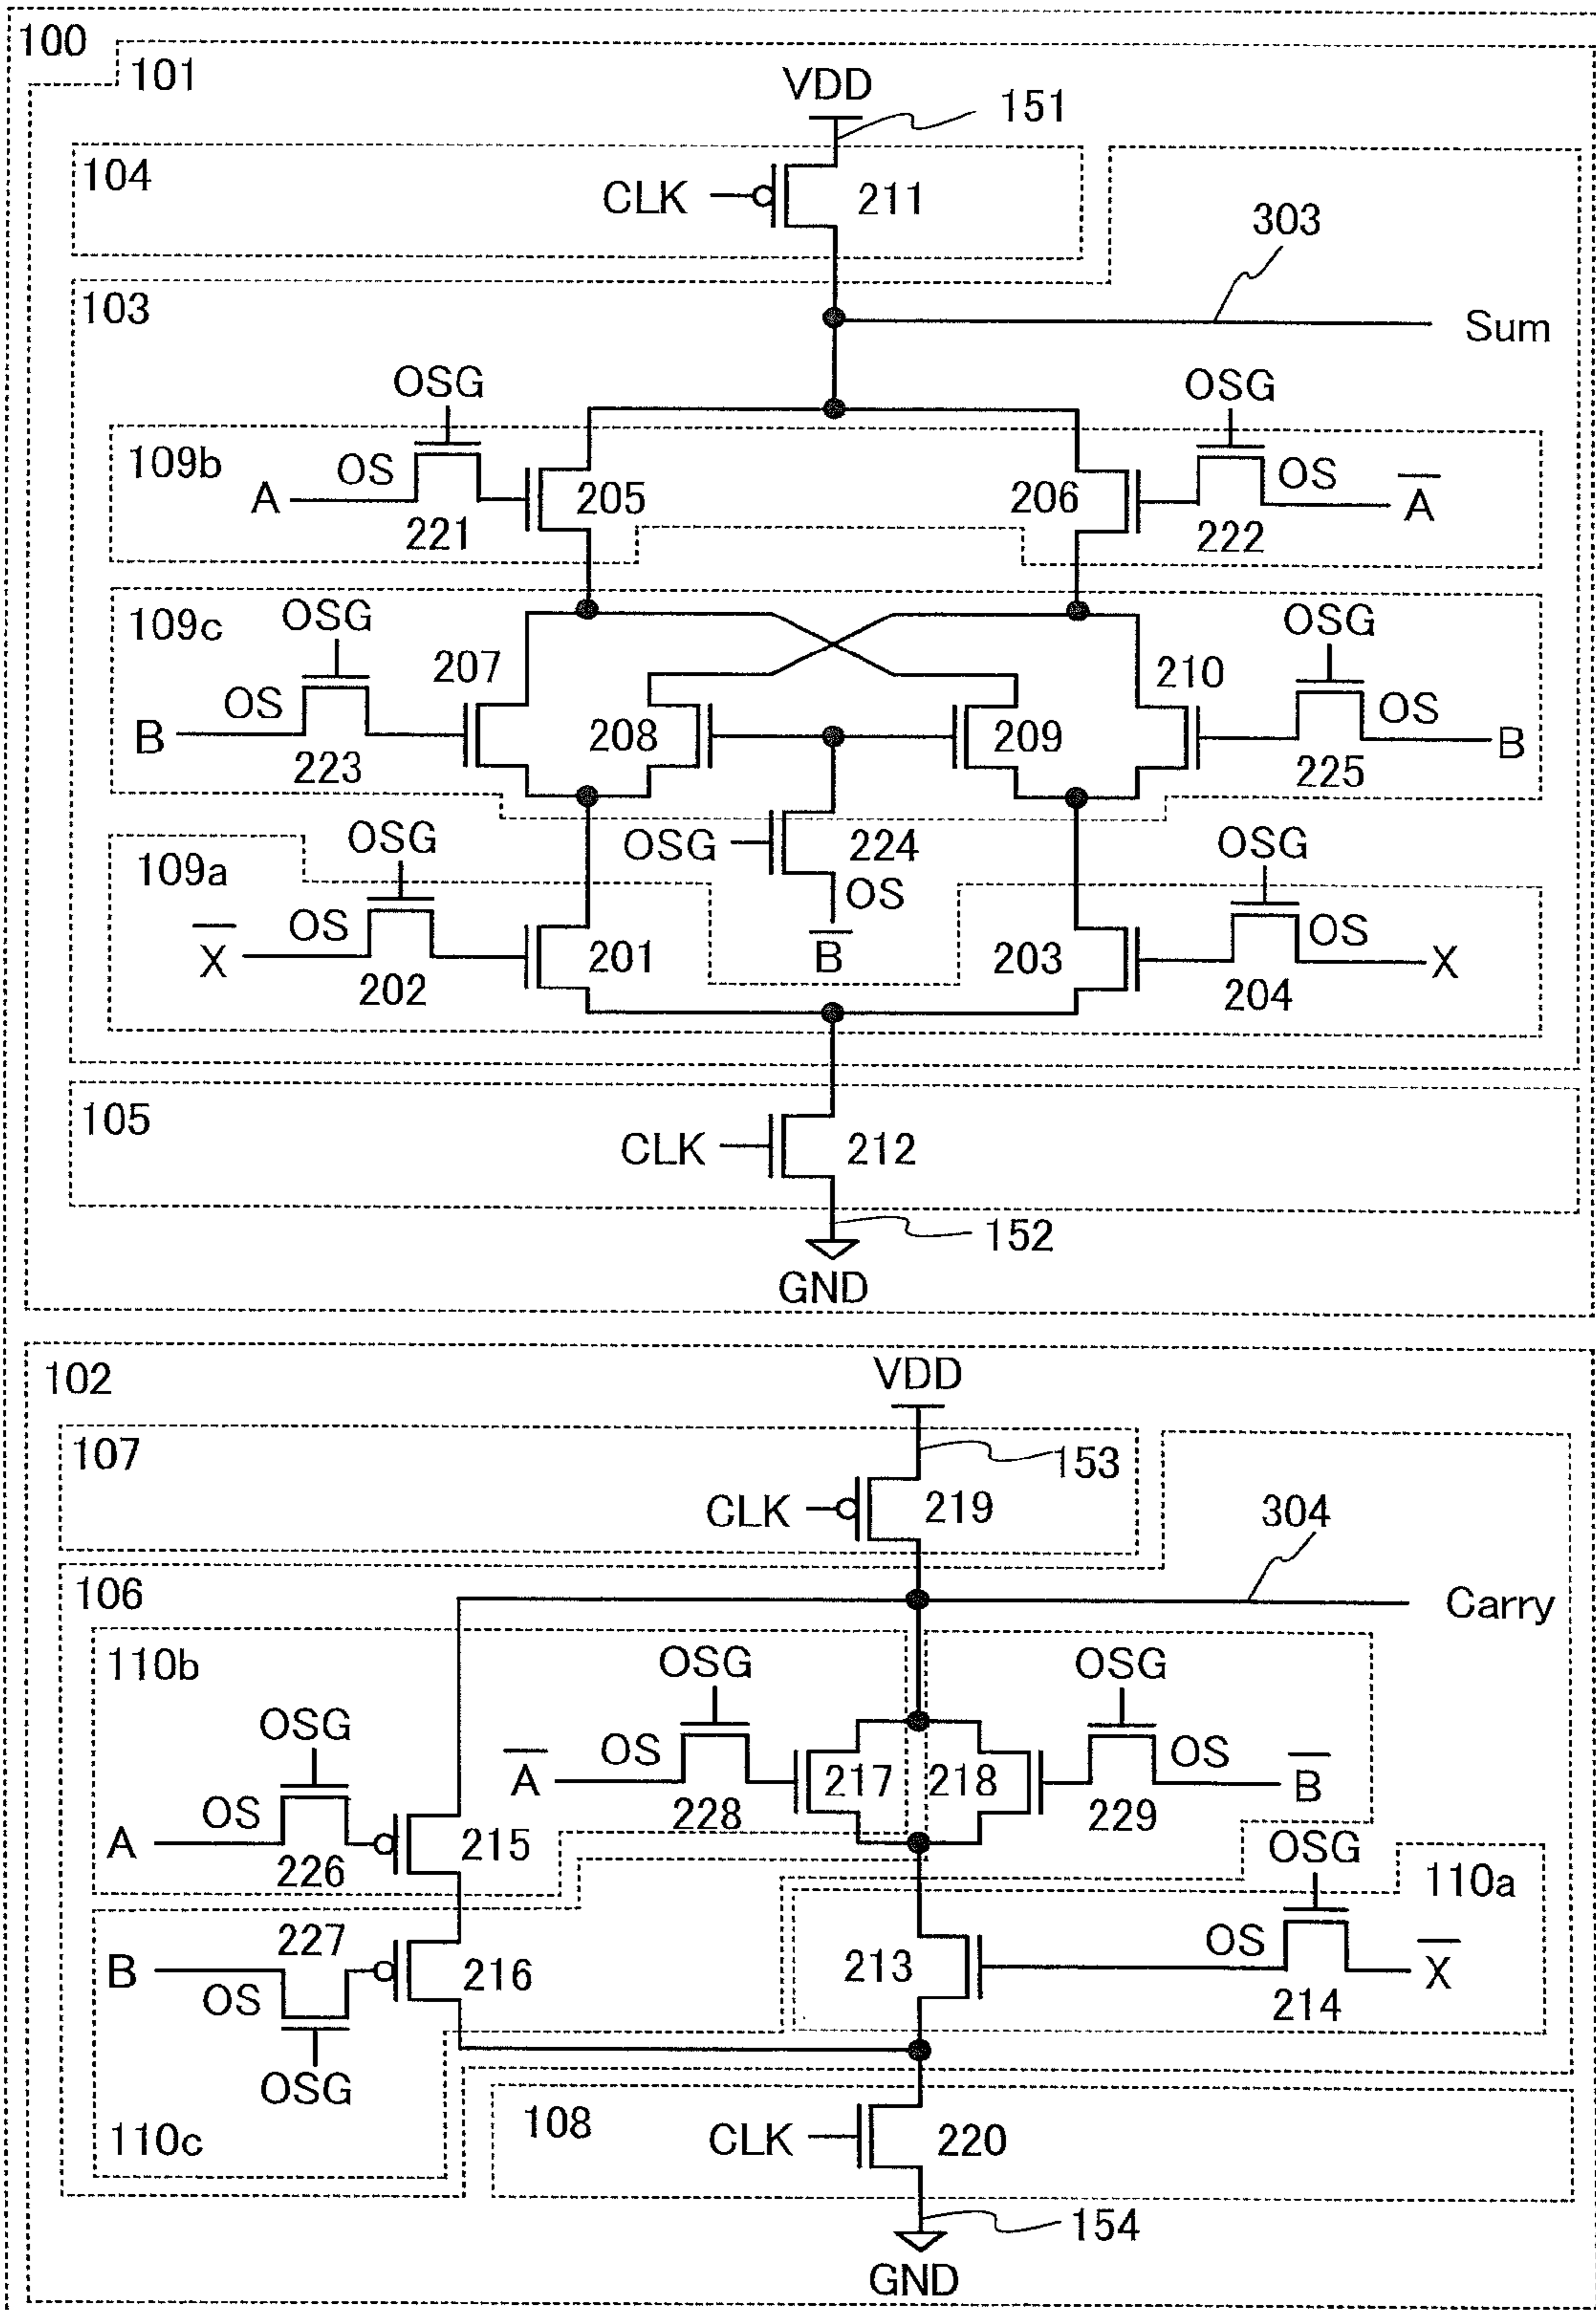 100
101
VDD
151
104
CLK
211
303
103
Sum
OSG
OSG
109b
OS
A
221
205
206
222
OS
A̅
109c
OSG
OSG
207
210
OS
B
223
208
209
225
OS
B
109a
OSG
OSG
224
OS
B̅
OSG
OS
X̅
202
201
203
204
OS
X
105
CLK
212
152
GND
102
VDD
107
153
CLK
219
304
106
Carry
110b
OSG
OSG
OSG
OS
A̅
228
217
218
229
OS
B̅
OS
A
226
215
OSG
110a
B
227
OS
216
213
OS
214
X̅
OSG
110c
108
CLK
220
154
GND